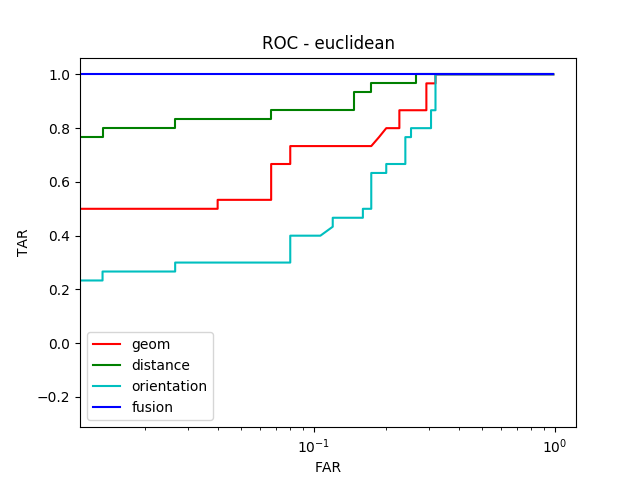 ROC - euclidean
TAR
1.0
0.8
0.6
0.4
0.2
0.0
−0.2
geom
distance
orientation
fusion
10⁻¹
10⁰
FAR